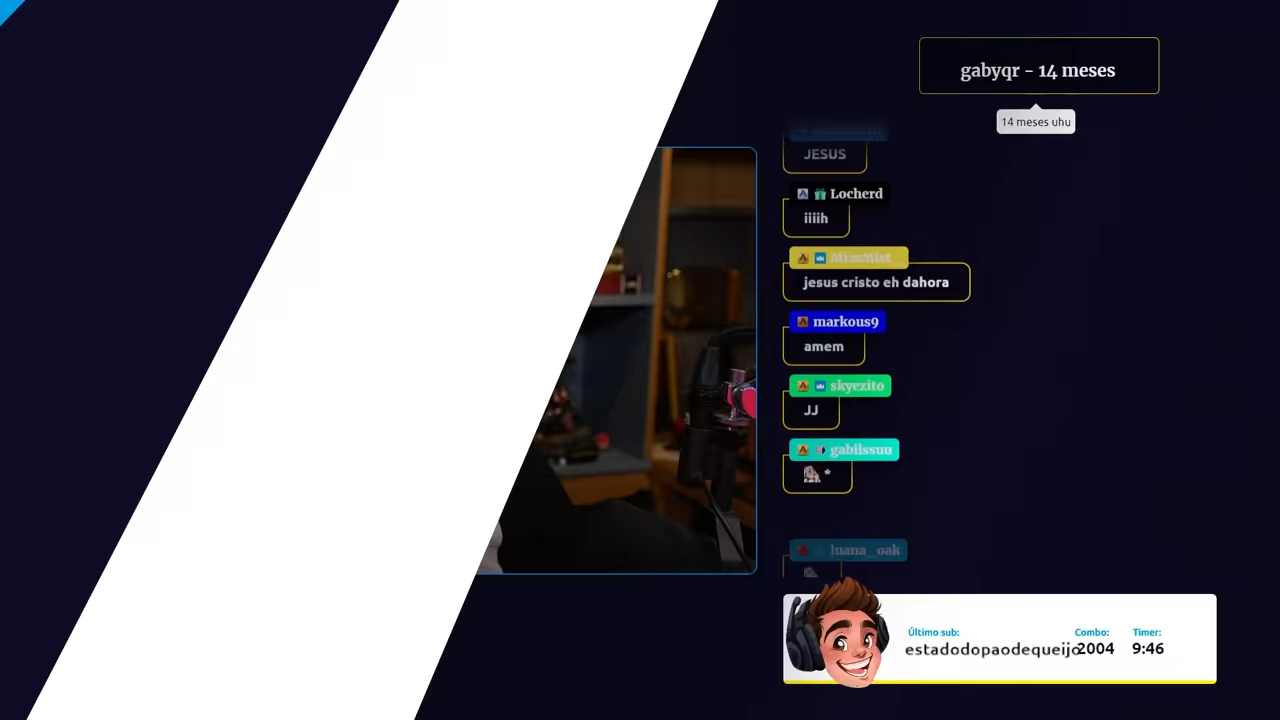 gabyqr - 14 meses
14 meses uhu
JESUS
Locherd
iiiih
MissMist_
jesus cristo eh dahora
markous9
amem
skyezito
JJ
gabilssuu
*
luana_oak
Último sub:
estadodopaodequeijo
Combo:
2004
Timer:
9:46